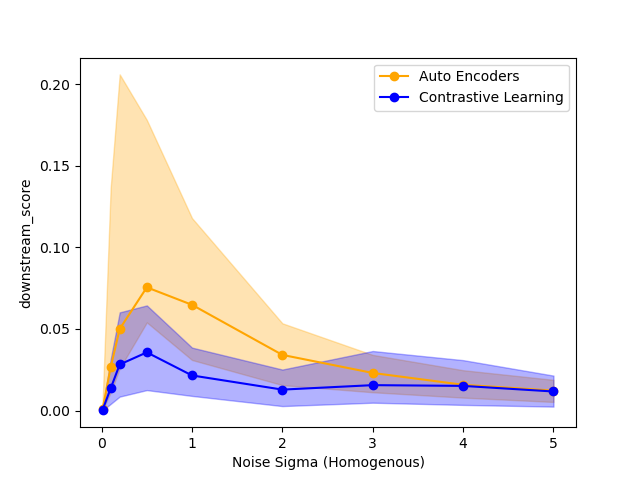 Auto Encoders
Contrastive Learning
0.20
0.15
0.10
0.05
0.00
downstream_score
0 1 2 3 4 5
Noise Sigma (Homogenous)